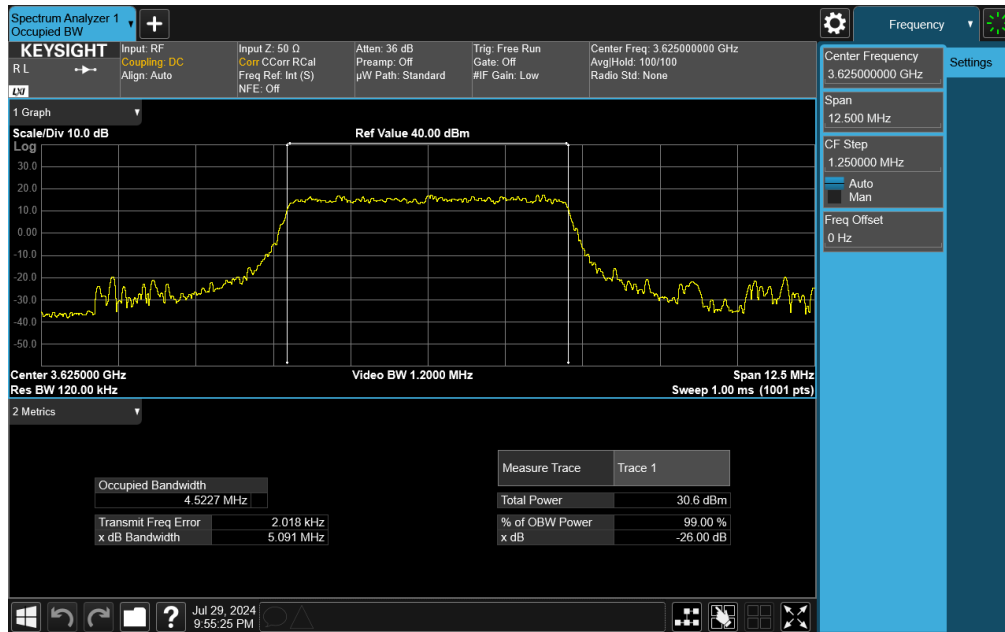 Spectrum Analyzer 1
Occupied BW
Frequency
KEYSIGHT
R L
LXI
Input: RF
Coupling: DC
Align: Auto
Input Z: 50 Ω
Corr CCorr RCal
Freq Ref: Int (S)
NFE: Off
Atten: 36 dB
Preamp: Off
µW Path: Standard
Trig: Free Run
Gate: Off
#IF Gain: Low
Center Freq: 3.625000000 GHz
Avg|Hold: 100/100
Radio Std: None
Center Frequency
3.625000000 GHz
Settings
Span
12.500 MHz
CF Step
1.250000 MHz
Auto
Man
Freq Offset
0 Hz
1 Graph
Scale/Div 10.0 dB
Ref Value 40.00 dBm
Log
30.0
20.0
10.0
0.00
-10.0
-20.0
-30.0
-40.0
-50.0
Center 3.625000 GHz
Video BW 1.2000 MHz
Span 12.5 MHz
Res BW 120.00 kHz
Sweep 1.00 ms (1001 pts)
2 Metrics
Measure Trace
Trace 1
Occupied Bandwidth
4.5227 MHz
Total Power
30.6 dBm
Transmit Freq Error
2.018 kHz
% of OBW Power
99.00 %
x dB Bandwidth
5.091 MHz
x dB
-26.00 dB
Jul 29, 2024
9:55:25 PM